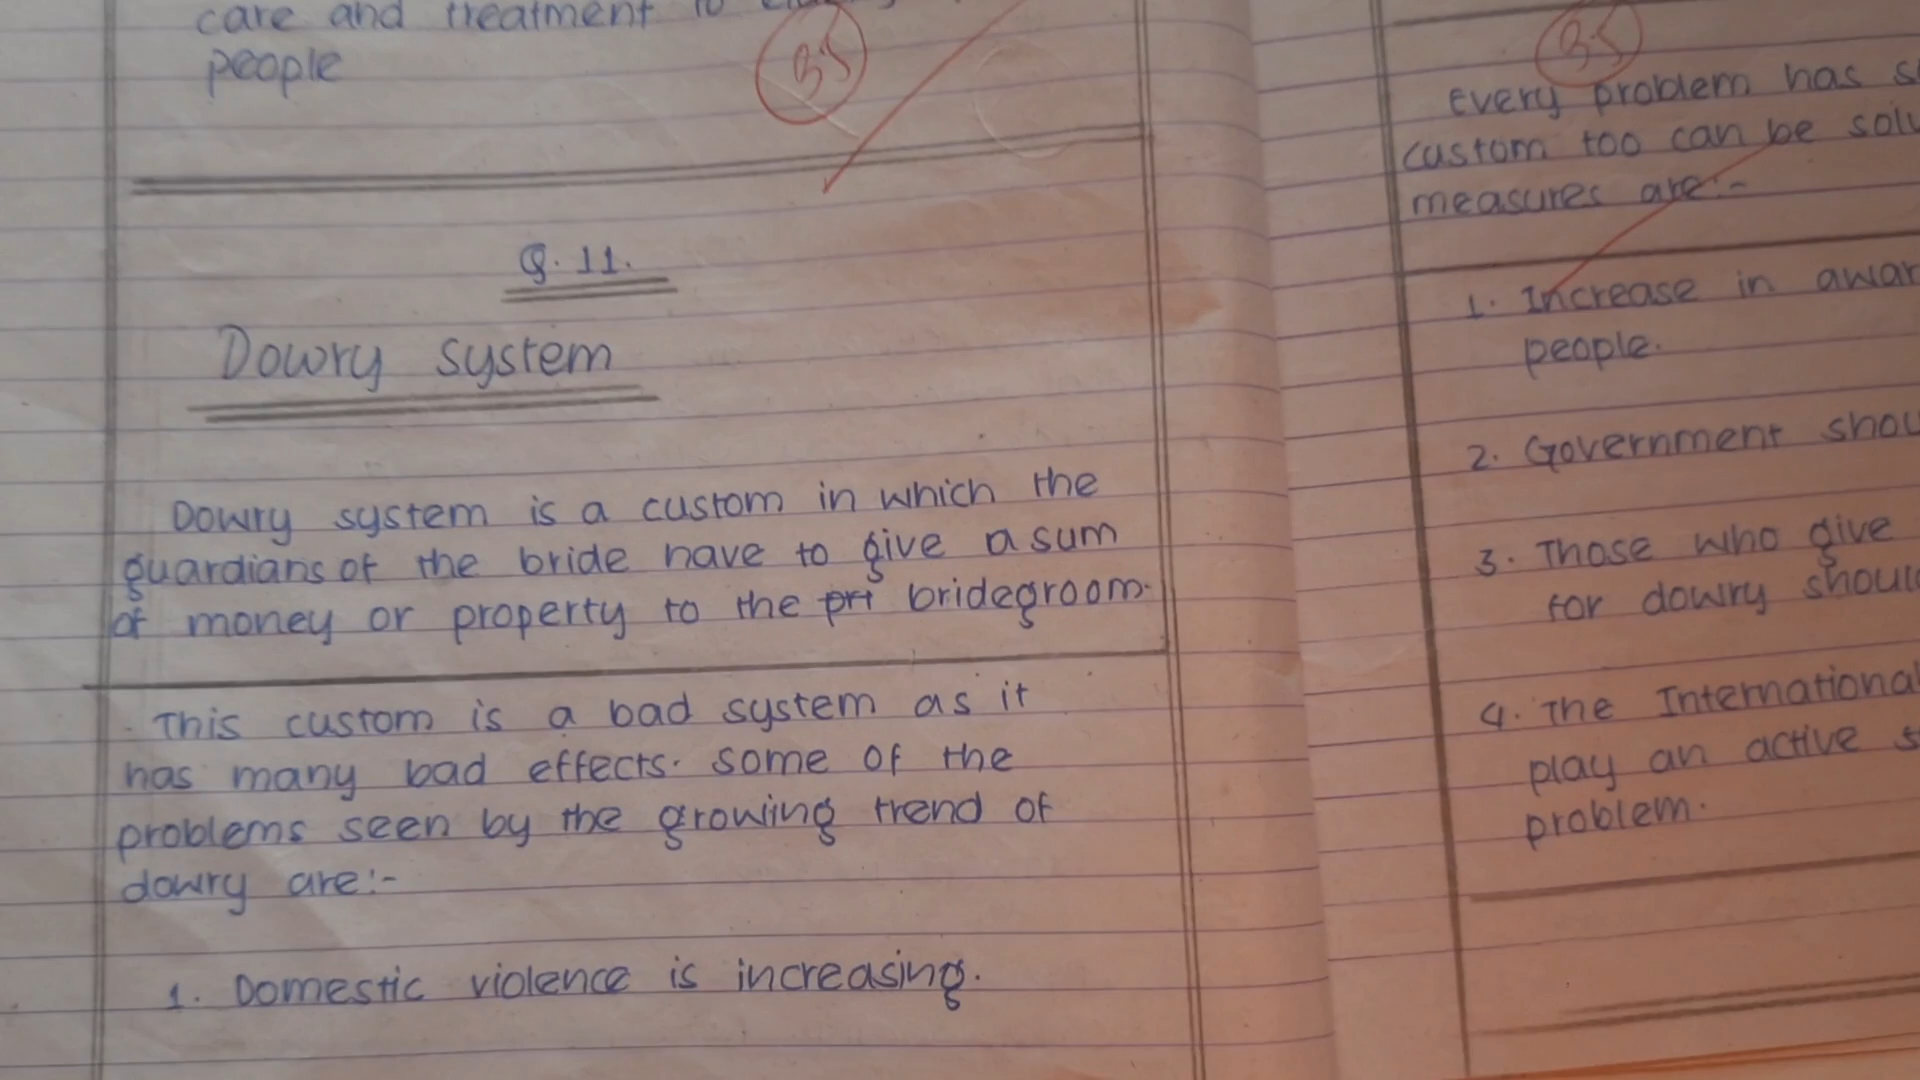 care and treatment to
people
Q. 11.
Dowry system
Dowry system is a custom in which the
guardians of the bride have to give a sum
of money or property to the pri bridegroom.
This custom is a bad system as it
has many bad effects. some of the
problems seen by the growing trend of
dowry are:-
1. Domestic violence is increasing.
Every problem has
custom too can be
measures are:-
1. Increase in
people.
2. Government
3. Those who give
for dowry
4. The International
play an active
problem.